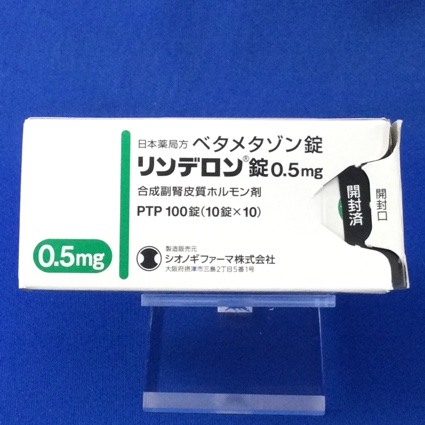 日本薬局方 ベタメタゾン錠
リンデロン®錠0.5mg
合成副腎皮質ホルモン剤
PTP 100錠(10錠×10)
製造販売元
シオノギファーマ株式会社
大阪府摂津市三島2丁目5番1号
0.5mg
開封口
開封済